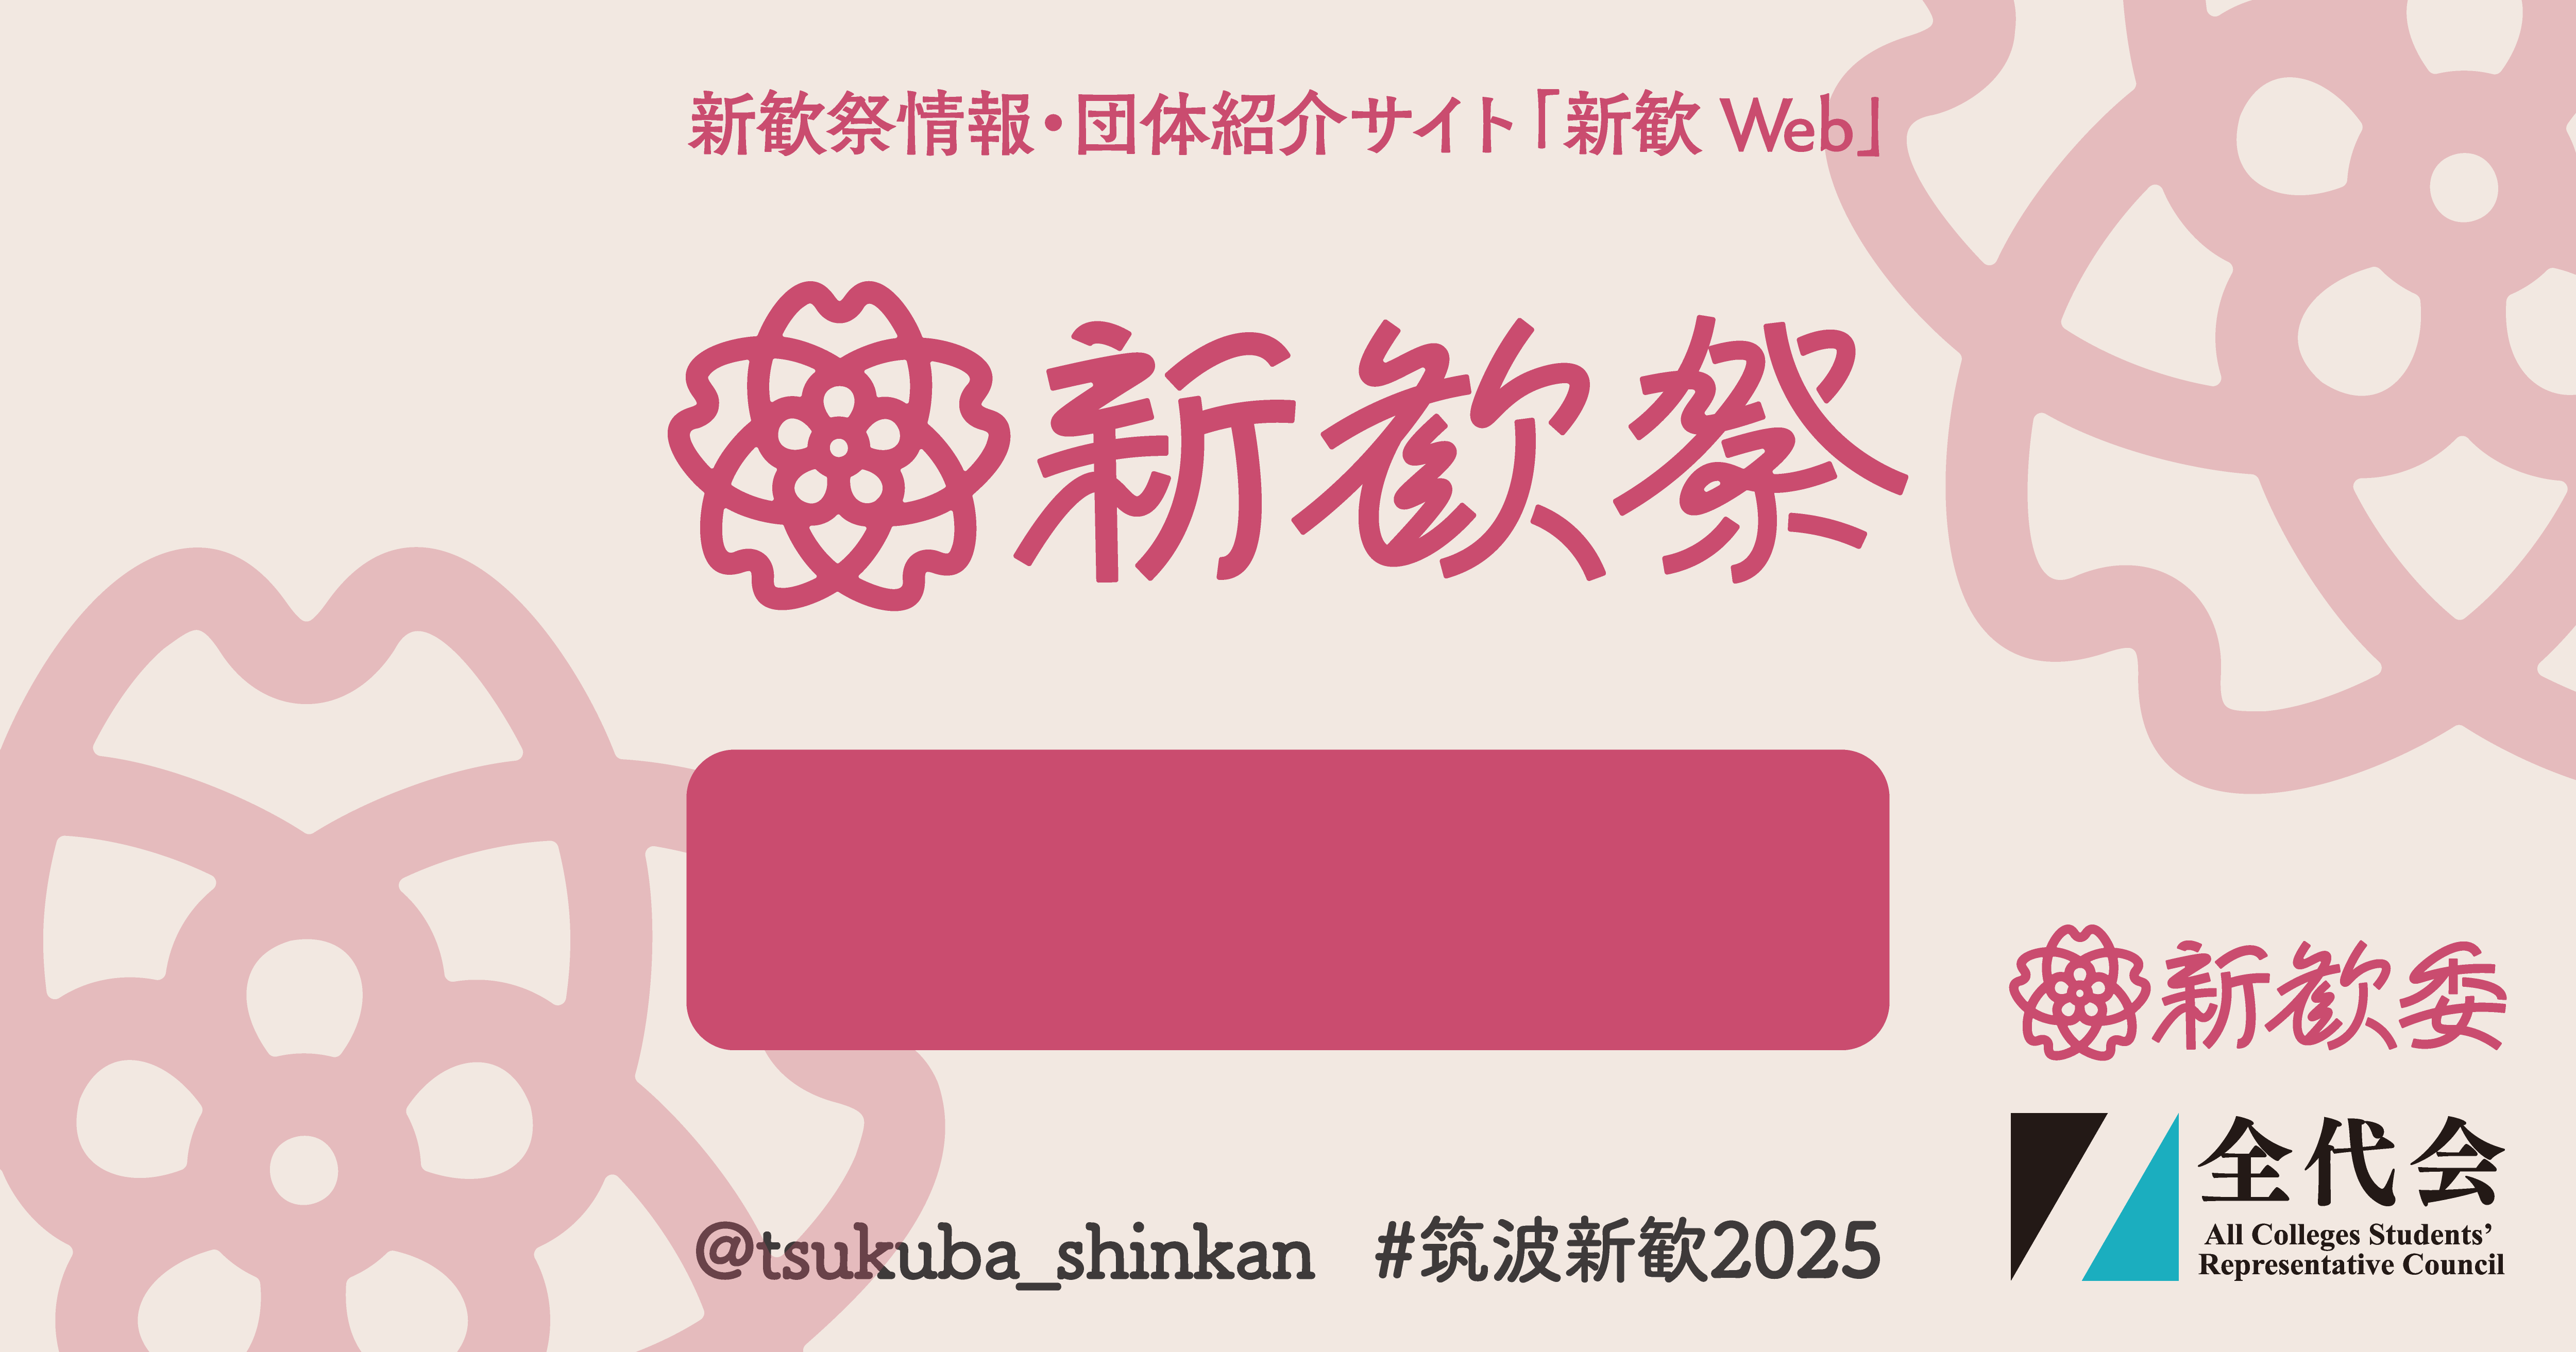 新歓祭情報・団体紹介サイト「新歓 Web」
新歓祭
新歓委
全代会
All Colleges Students’
Representative Council
@tsukuba_shinkan #筑波新歓2025